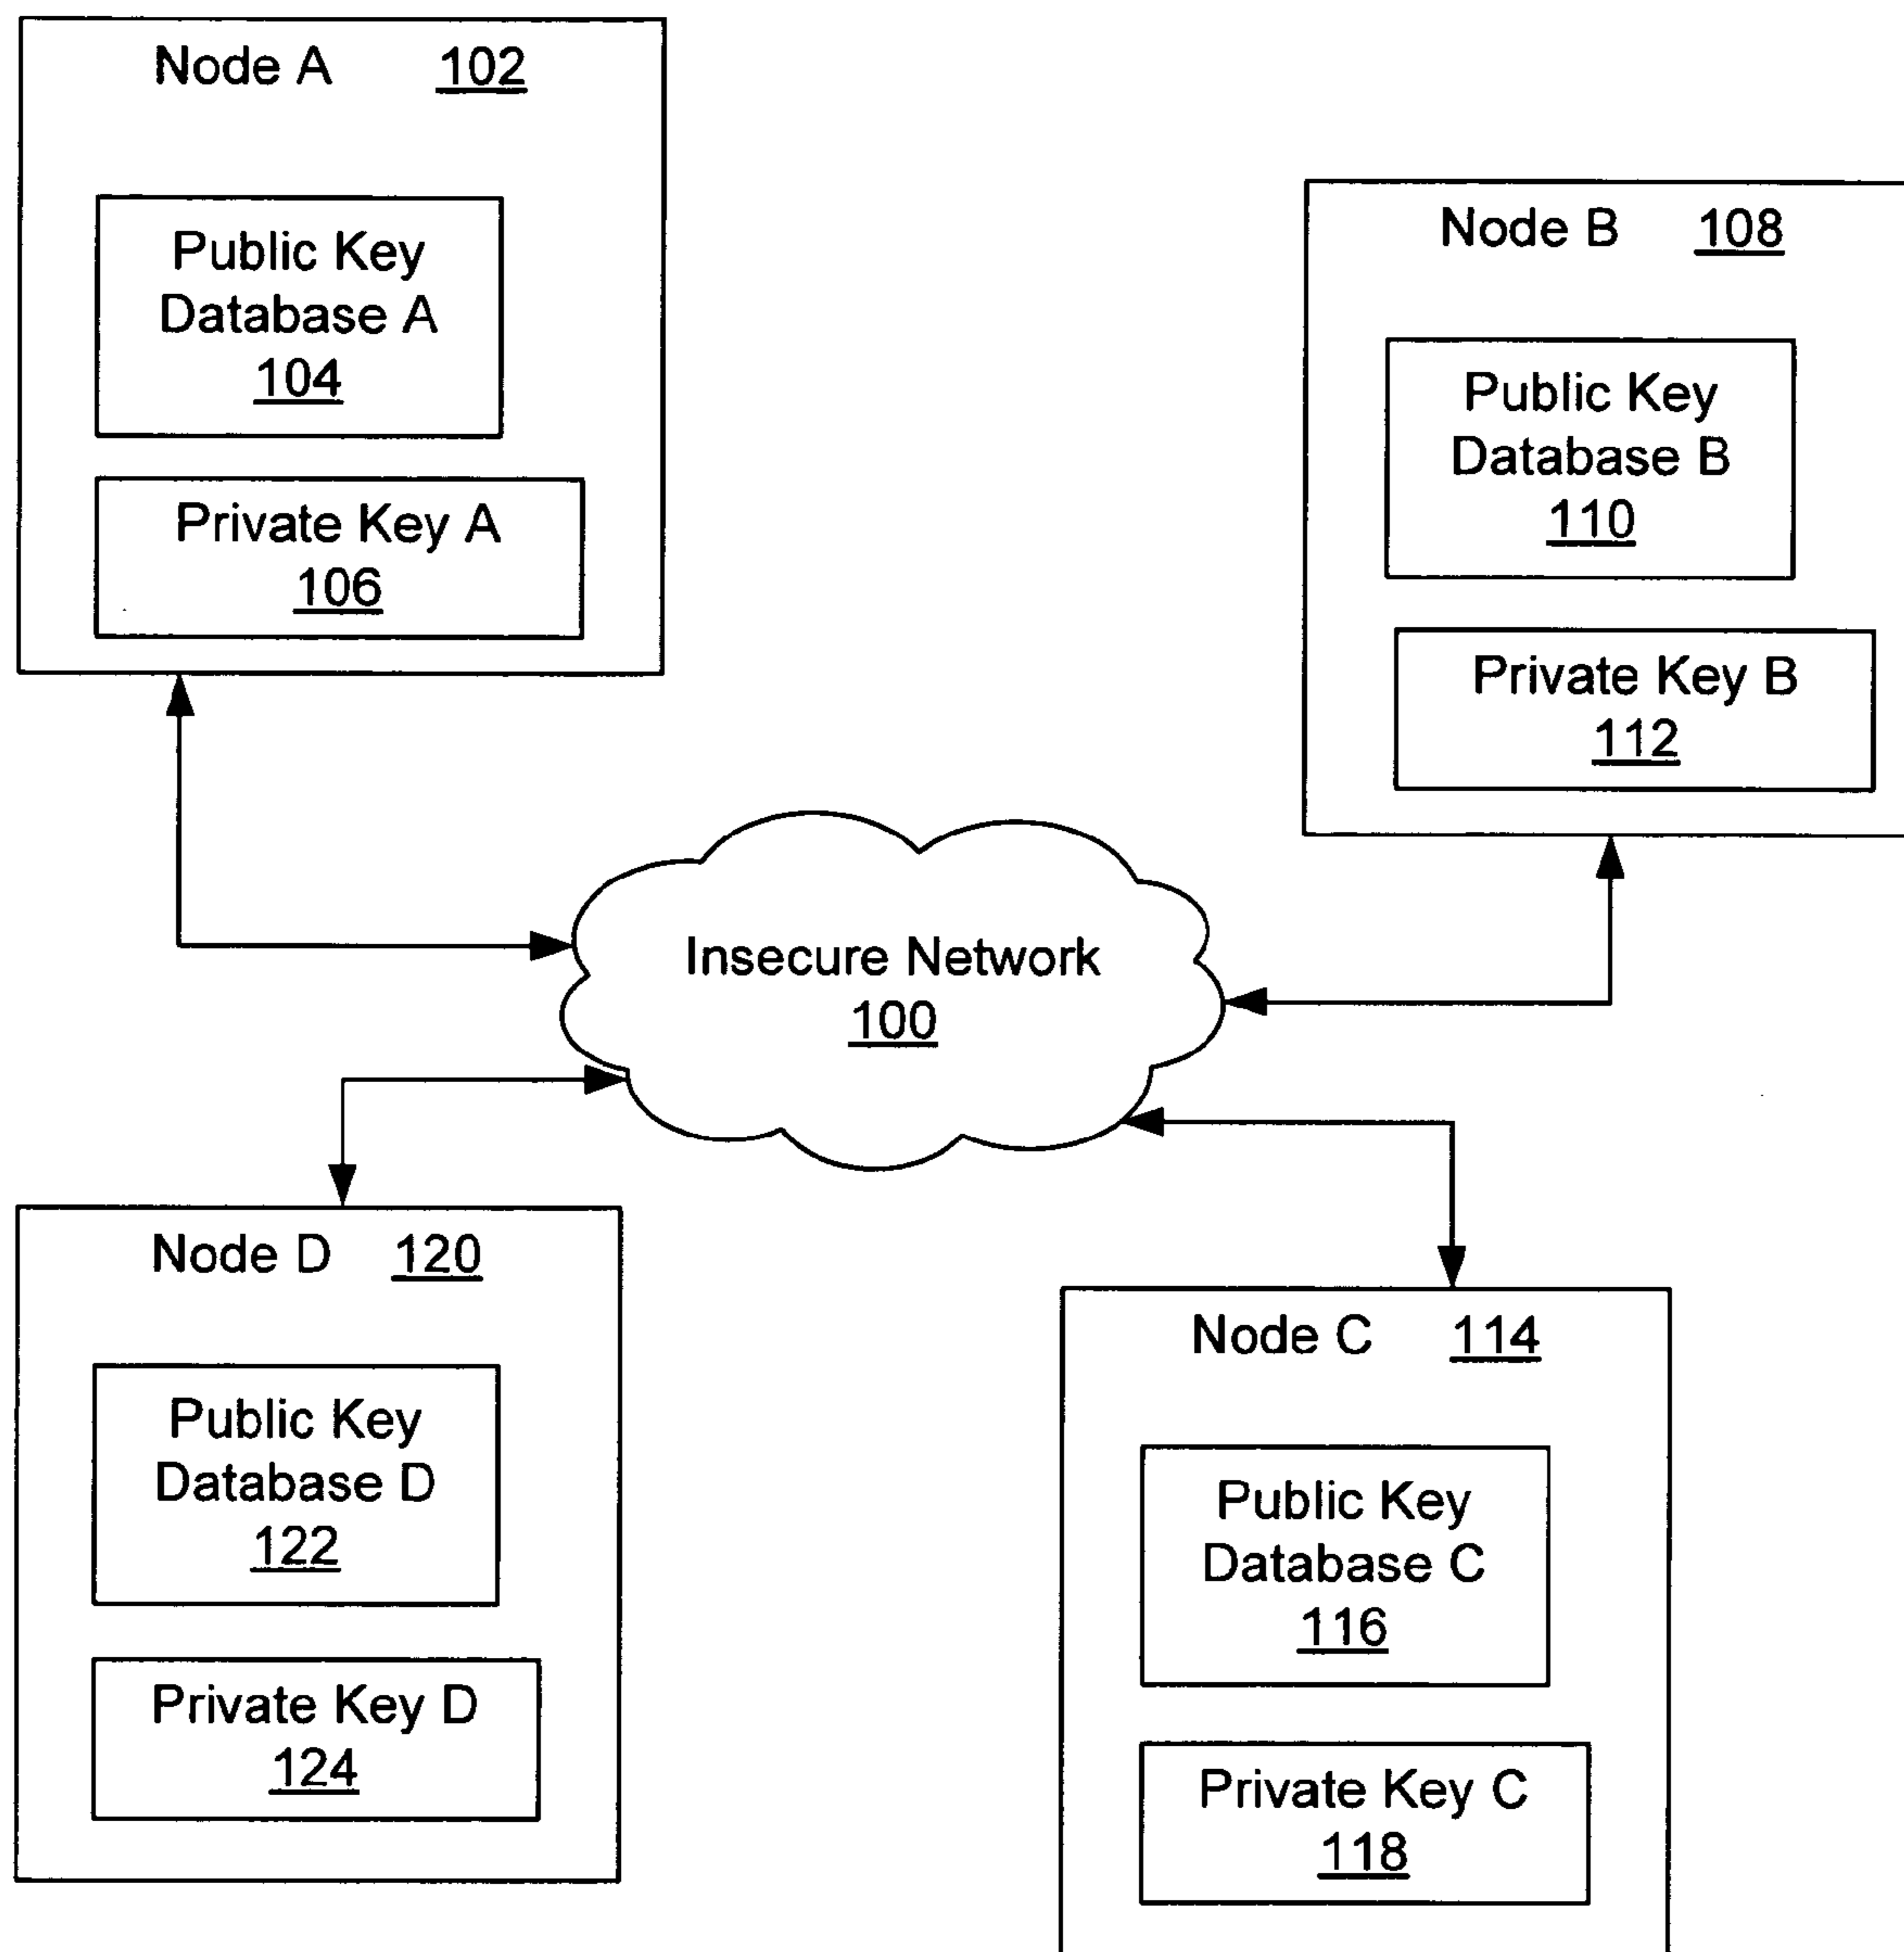 Node A 102
Public Key
Database A
104
Private Key A
106
Node B 108
Public Key
Database B
110
Private Key B
112
Insecure Network
100
Node D 120
Public Key
Database D
122
Private Key D
124
Node C 114
Public Key
Database C
116
Private Key C
118